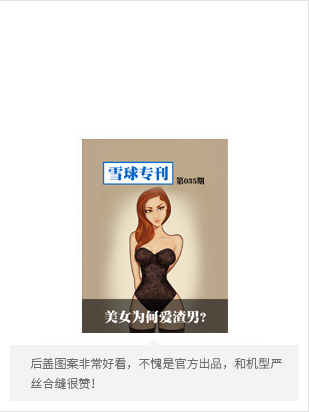 雪球专刊
第035期
美女为何爱渣男?
后盖图案非常好看，不愧是官方出品，和机型严
丝合缝很赞！